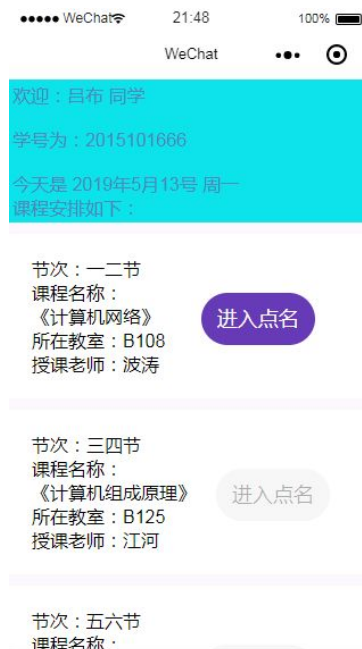 WeChat
21:48
100%
WeChat
欢迎：吕布 同学
学号为：2015101666
今天是 2019年5月13号 周一
课程安排如下：
节次：一二节
课程名称：
《计算机网络》
所在教室：B108
授课老师：波涛
进入点名
节次：三四节
课程名称：
《计算机组成原理》
所在教室：B125
授课老师：江河
进入点名
节次：五六节
课程名称：